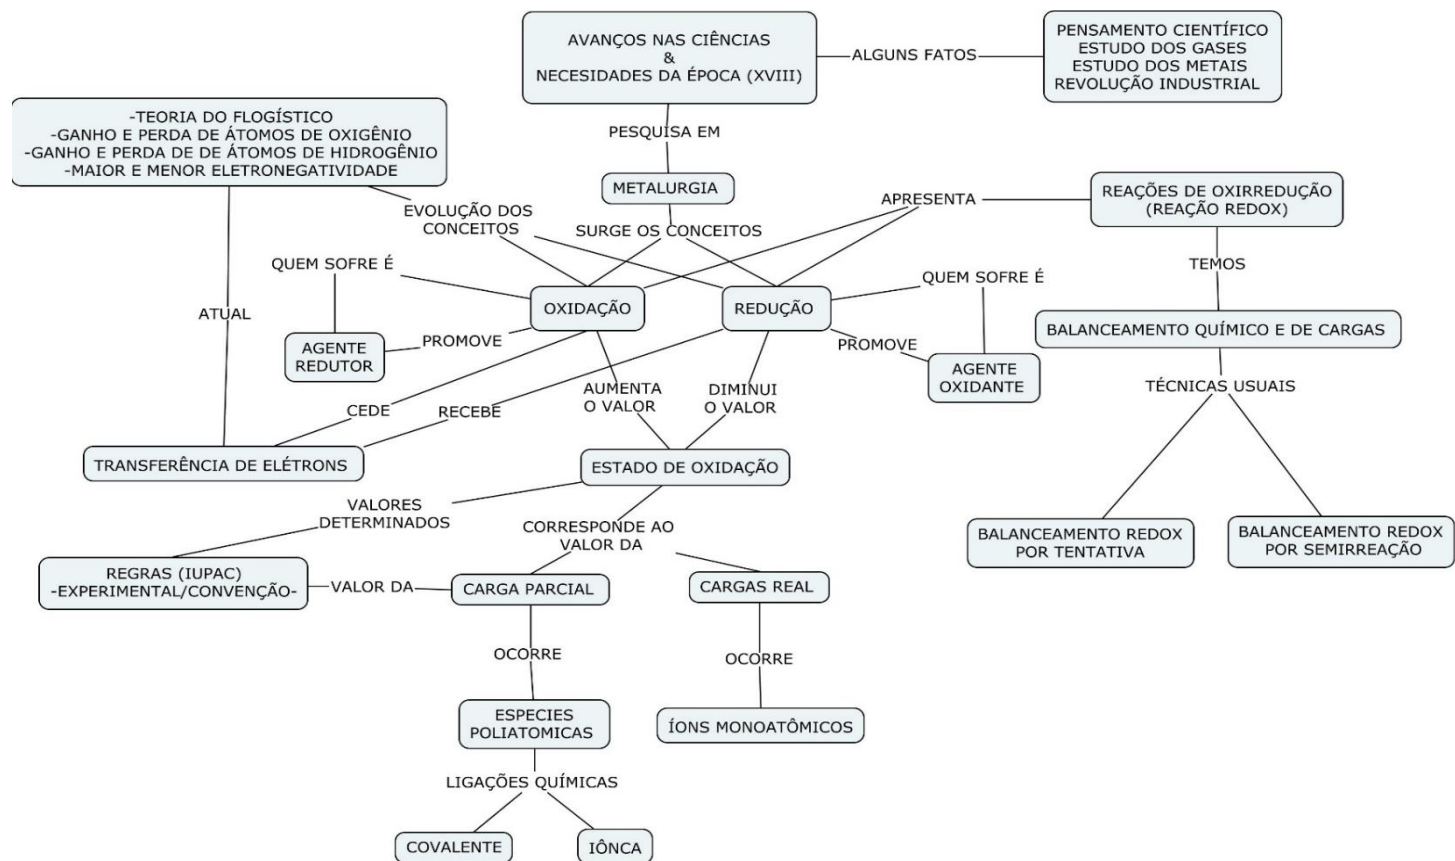 AVANÇOS NAS CIÊNCIAS
&
NECESIDADES DA ÉPOCA (XVIII)
ALGUNS FATOS
PENSAMENTO CIENTÍFICO
ESTUDO DOS GASES
ESTUDO DOS METAIS
REVOLUÇÃO INDUSTRIAL
-TEORIA DO FLOGÍSTICO
-GANHO E PERDA DE ÁTOMOS DE OXIGÊNIO
-GANHO E PERDA DE DE ÁTOMOS DE HIDROGÊNIO
-MAIOR E MENOR ELETRONEGATIVIDADE
PESQUISA EM
METALURGIA
APRESENTA
REAÇÕES DE OXIRREDUÇÃO
(REAÇÃO REDOX)
EVOLUÇÃO DOS
CONCEITOS
SURGE OS CONCEITOS
QUEM SOFRE É
QUEM SOFRE É
TEMOS
ATUAL
OXIDAÇÃO
REDUÇÃO
BALANCEAMENTO QUÍMICO E DE CARGAS
AGENTE
REDUTOR
PROMOVE
PROMOVE
AGENTE
OXIDANTE
AUMENTA
O VALOR
DIMINUI
O VALOR
TÉCNICAS USUAIS
CEDE
RECEBE
TRANSFERÊNCIA DE ELÉTRONS
ESTADO DE OXIDAÇÃO
VALORES
DETERMINADOS
CORRESPONDE AO
VALOR DA
BALANCEAMENTO REDOX
POR TENTATIVA
BALANCEAMENTO REDOX
POR SEMIRREAÇÃO
REGRAS (IUPAC)
-EXPERIMENTAL/CONVENÇÃO-
VALOR DA
CARGA PARCIAL
CARGAS REAL
OCORRE
OCORRE
ESPECIES
POLIATOMICAS
ÍONS MONOATÔMICOS
LIGAÇÕES QUÍMICAS
COVALENTE
IÔNCA